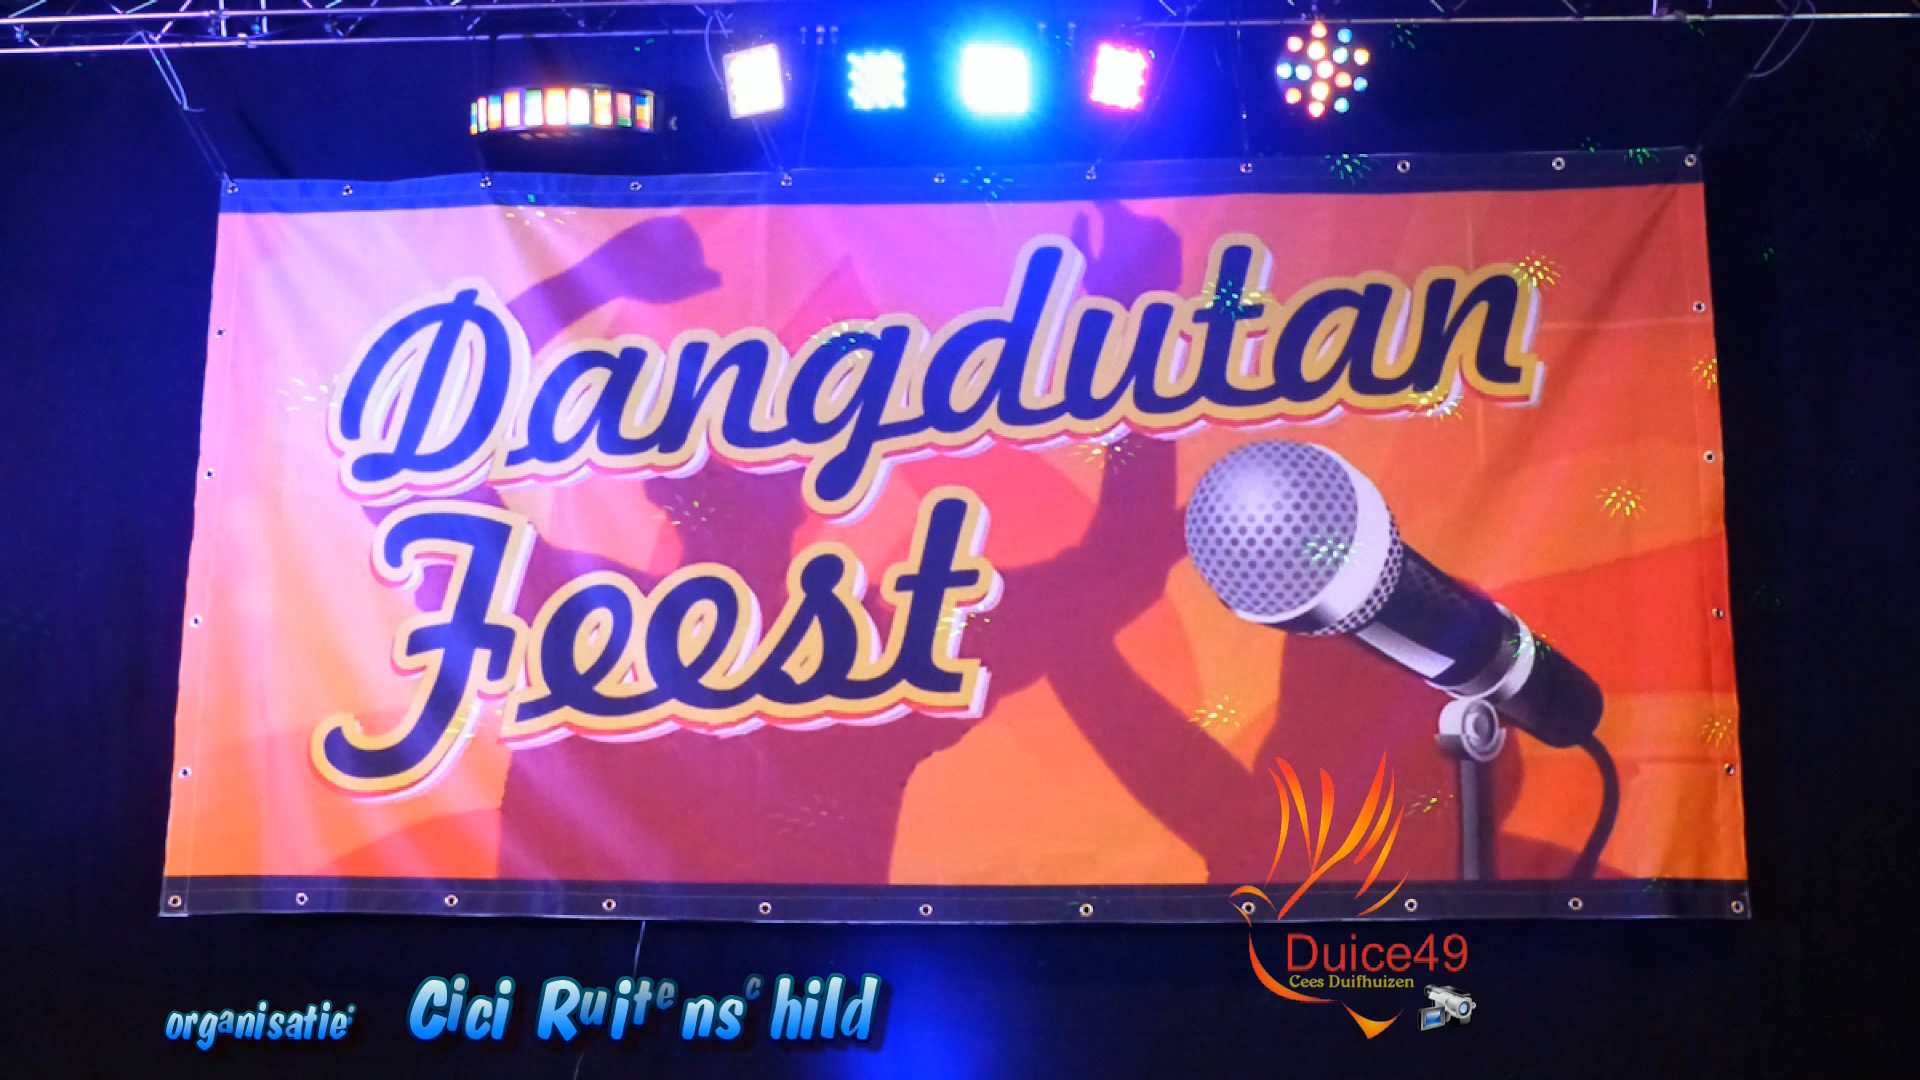 Dangdutan
Feest
Duice49
Cees Duifhuizen
organisatie: Cici Ruitenschild